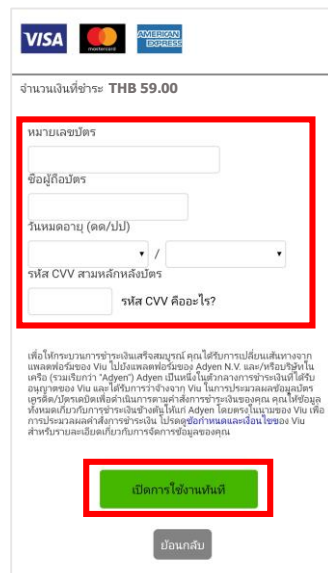 VISA mastercard AMERICAN EXPRESS
จำนวนเงินที่ชำระ THB 59.00
หมายเลขบัตร
ชื่อผู้ถือบัตร
วันหมดอายุ (ดด/ปป)
/
รหัส CVV สามหลักหลังบัตร
รหัส CVV คืออะไร?
เพื่อให้กระบวนการชำระเงินเสร็จสมบูรณ์ คุณได้รับการเปลี่ยนเส้นทางจาก
แพลตฟอร์มของ Viu ไปยังแพลตฟอร์มของ Adyen N.V. และ/หรือบริษัทใน
เครือ (รวมเรียกว่า "Adyen") Adyen เป็นหนึ่งในตัวกลางการชำระเงินที่ได้รับ
อนุญาตของ Viu และได้รับการว่าจ้างจาก Viu ในการประมวลผลข้อมูลบัตร
เครดิต/บัตรเดบิตเพื่อดำเนินการตามคำสั่งการชำระเงินของคุณ คุณให้ข้อมูล
ทั้งหมดเกี่ยวกับการชำระเงินข้างต้นให้แก่ Adyen โดยตรงในนามของ Viu เพื่อ
การประมวลผลคำสั่งการชำระเงิน โปรดดูข้อกำหนดและเงื่อนไขของ Viu
สำหรับรายละเอียดเกี่ยวกับการจัดการข้อมูลของคุณ
เปิดการใช้งานทันที
ย้อนกลับ